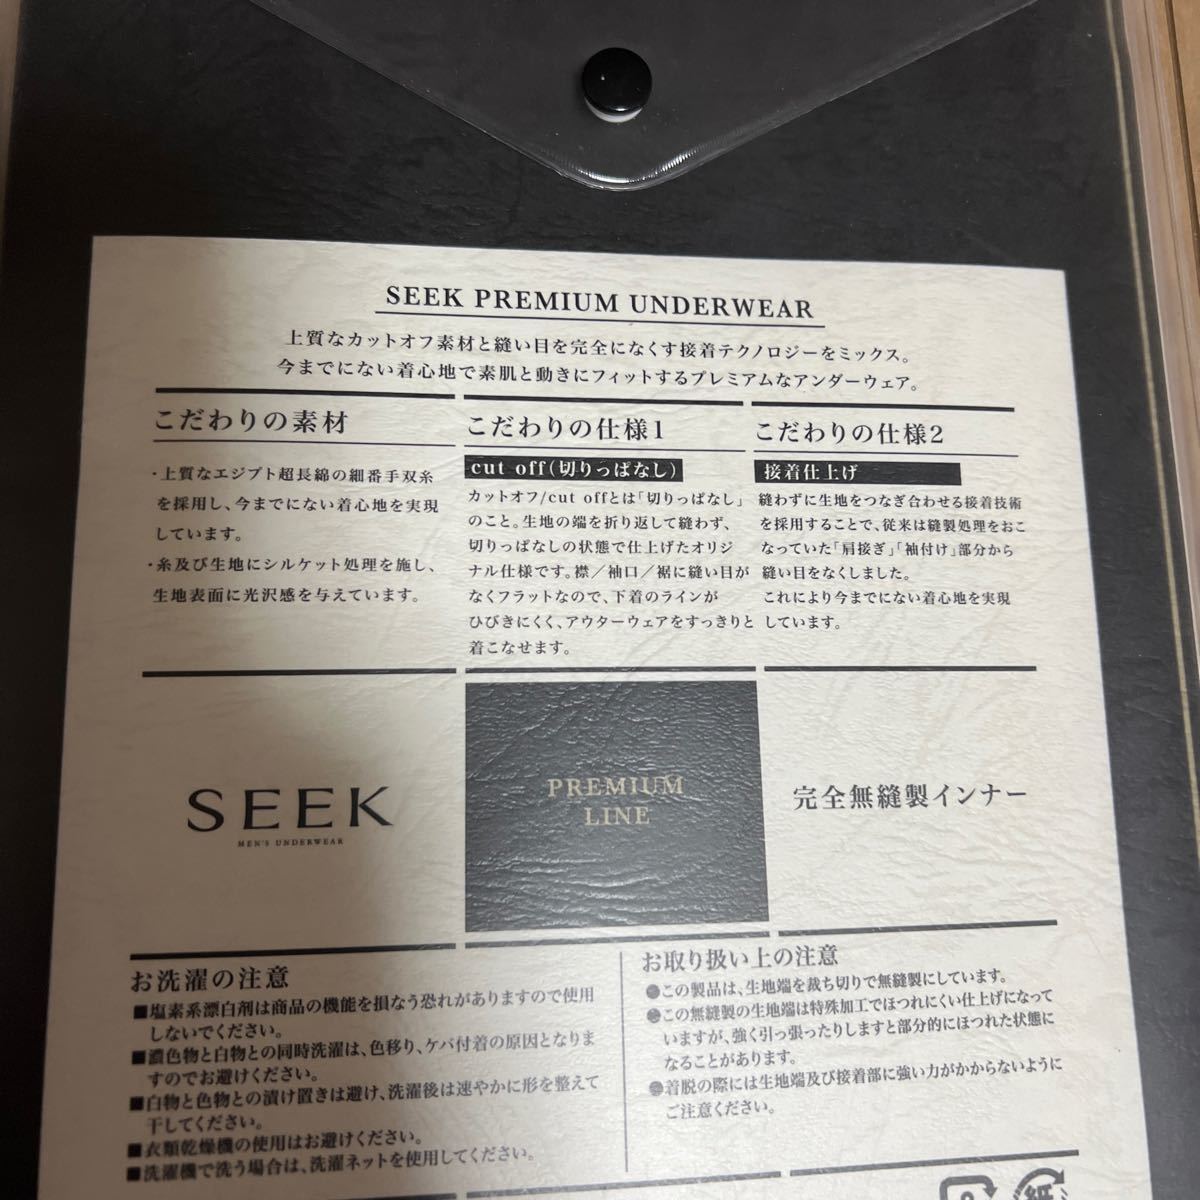 SEEK PREMIUM UNDERWEAR
上質なカットオフ素材と縫い目を完全になくす接着テクノロジーをミックス。
今までにない着心地で素肌と動きにフィットするプレミアムなアンダーウェア。
こだわりの素材
・上質なエジプト超長綿の細番手双糸
を採用し、今までにない着心地を実現
しています。
・糸及び生地にシルケット処理を施し、
生地表面に光沢感を与えています。
こだわりの仕様1
cut off(切りっぱなし)
カットオフ/cut offとは「切りっぱなし」
のこと。生地の端を折り返して縫わず、
切りっぱなしの状態で仕上げたオリジ
ナル仕様です。襟／袖口／裾に縫い目が
なくフラットなので、下着のラインが
ひびきにくく、アウターウェアをすっきりと
着こなせます。
こだわりの仕様2
接着仕上げ
縫わずに生地をつなぎ合わせる接着技術
を採用することで、従来は縫製処理をおこ
なっていた「肩接ぎ」「袖付け」部分から
縫い目をなくしました。
これにより今までにない着心地を実現
しています。
SEEK
MEN'S UNDERWEAR
PREMIUM
LINE
完全無縫製インナー
お洗濯の注意
■塩素系漂白剤は商品の機能を損なう恐れがありますので使用
しないでください。
■濃色物と白物との同時洗濯は、色移り、ケバ付着の原因となりま
すのでお避けください。
■白物と色物との漬け置きは避け、洗濯後は速やかに形を整えて
干してください。
■衣類乾燥機の使用はお避けください。
■洗濯機で洗う場合は、洗濯ネットを使用してください。
お取り扱い上の注意
●この製品は、生地端を裁ち切りで無縫製にしています。
●この無縫製の生地端は特殊加工でほつれにくい仕上げになって
いますが、強く引っ張ったりしますと部分的にほつれた状態に
なることがあります。
●着脱の際には生地端及び接着部に強い力がかからないように
ご注意ください。
紙